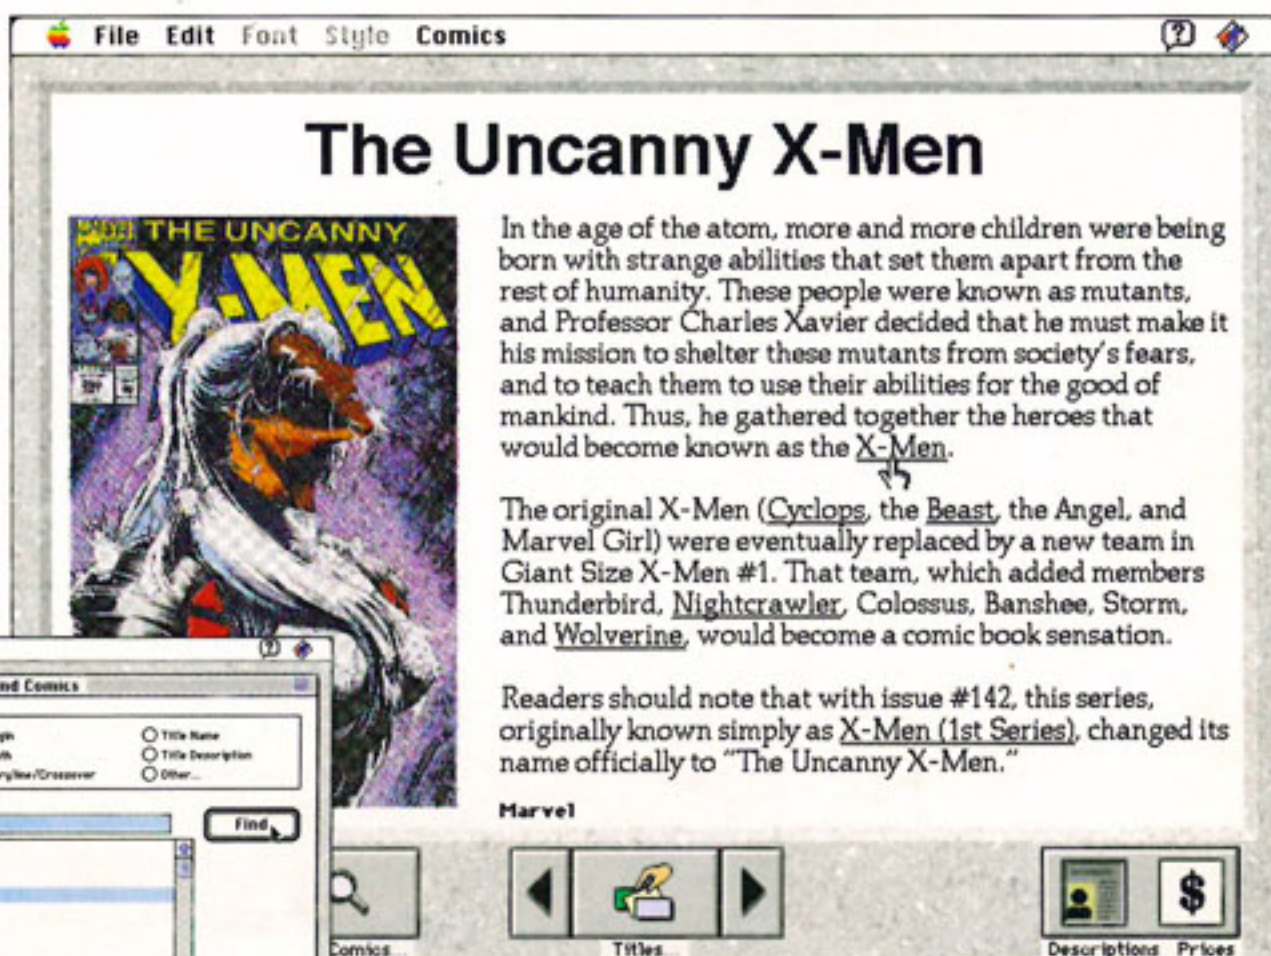 File Edit Font Style Comics
The Uncanny X-Men
THE UNCANNY
X-MEN
In the age of the atom, more and more children were being
born with strange abilities that set them apart from the
rest of humanity. These people were known as mutants,
and Professor Charles Xavier decided that he must make it
his mission to shelter these mutants from society's fears,
and to teach them to use their abilities for the good of
mankind. Thus, he gathered together the heroes that
would become known as the X-Men.
The original X-Men (Cyclops, the Beast, the Angel, and
Marvel Girl) were eventually replaced by a new team in
Giant Size X-Men #1. That team, which added members
Thunderbird, Nightcrawler, Colossus, Banshee, Storm,
and Wolverine, would become a comic book sensation.
Readers should note that with issue #142, this series,
originally known simply as X-Men (1st Series), changed its
name officially to "The Uncanny X-Men."
Marvel
nd Comics
Title Name
Title Description
ryline/Crossover
Other...
Find
Comics...
Titles...
$
Descriptions Prices